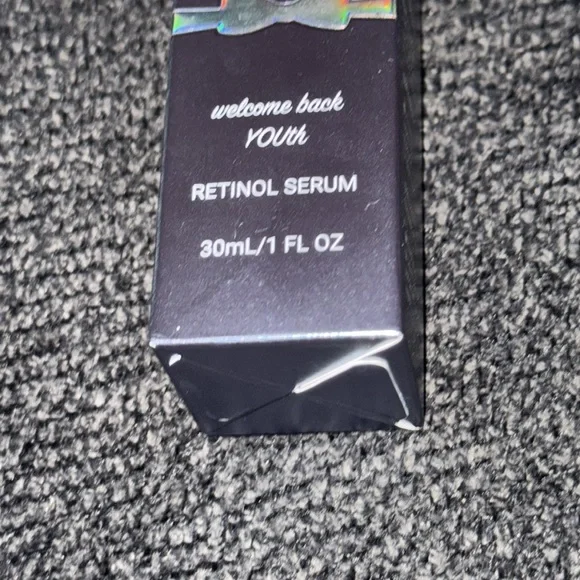 welcome back
YOUth
RETINOL SERUM
30mL/1 FL OZ